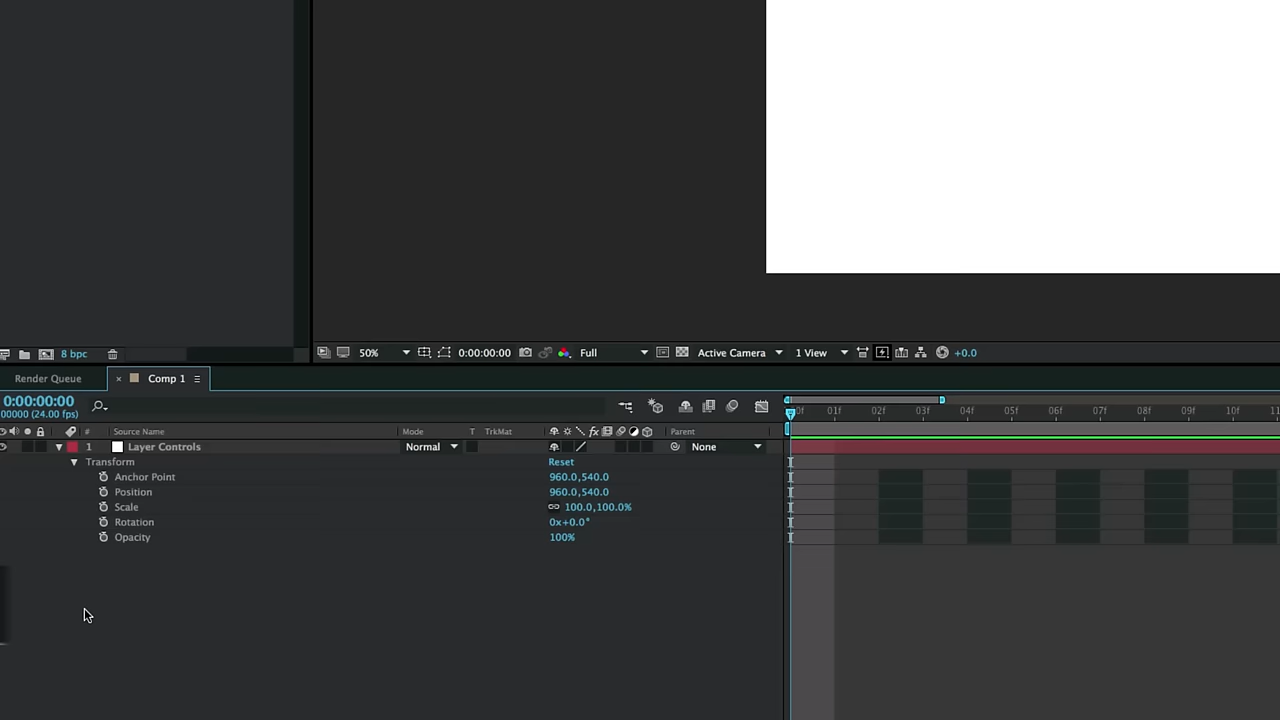 8 bpc
50%
0:00:00:00
Full
Active Camera
1 View
+0.0
Render Queue
× Comp 1
0:00:00:00
00000 (24.00 fps)
01f 02f 03f 04f 05f 06f 07f 08f 09f 10f
# Source Name Mode T TrkMat Parent
1 Layer Controls Normal None
Transform Reset
Anchor Point 960.0,540.0
Position 960.0,540.0
Scale 100.0,100.0%
Rotation 0x+0.0°
Opacity 100%